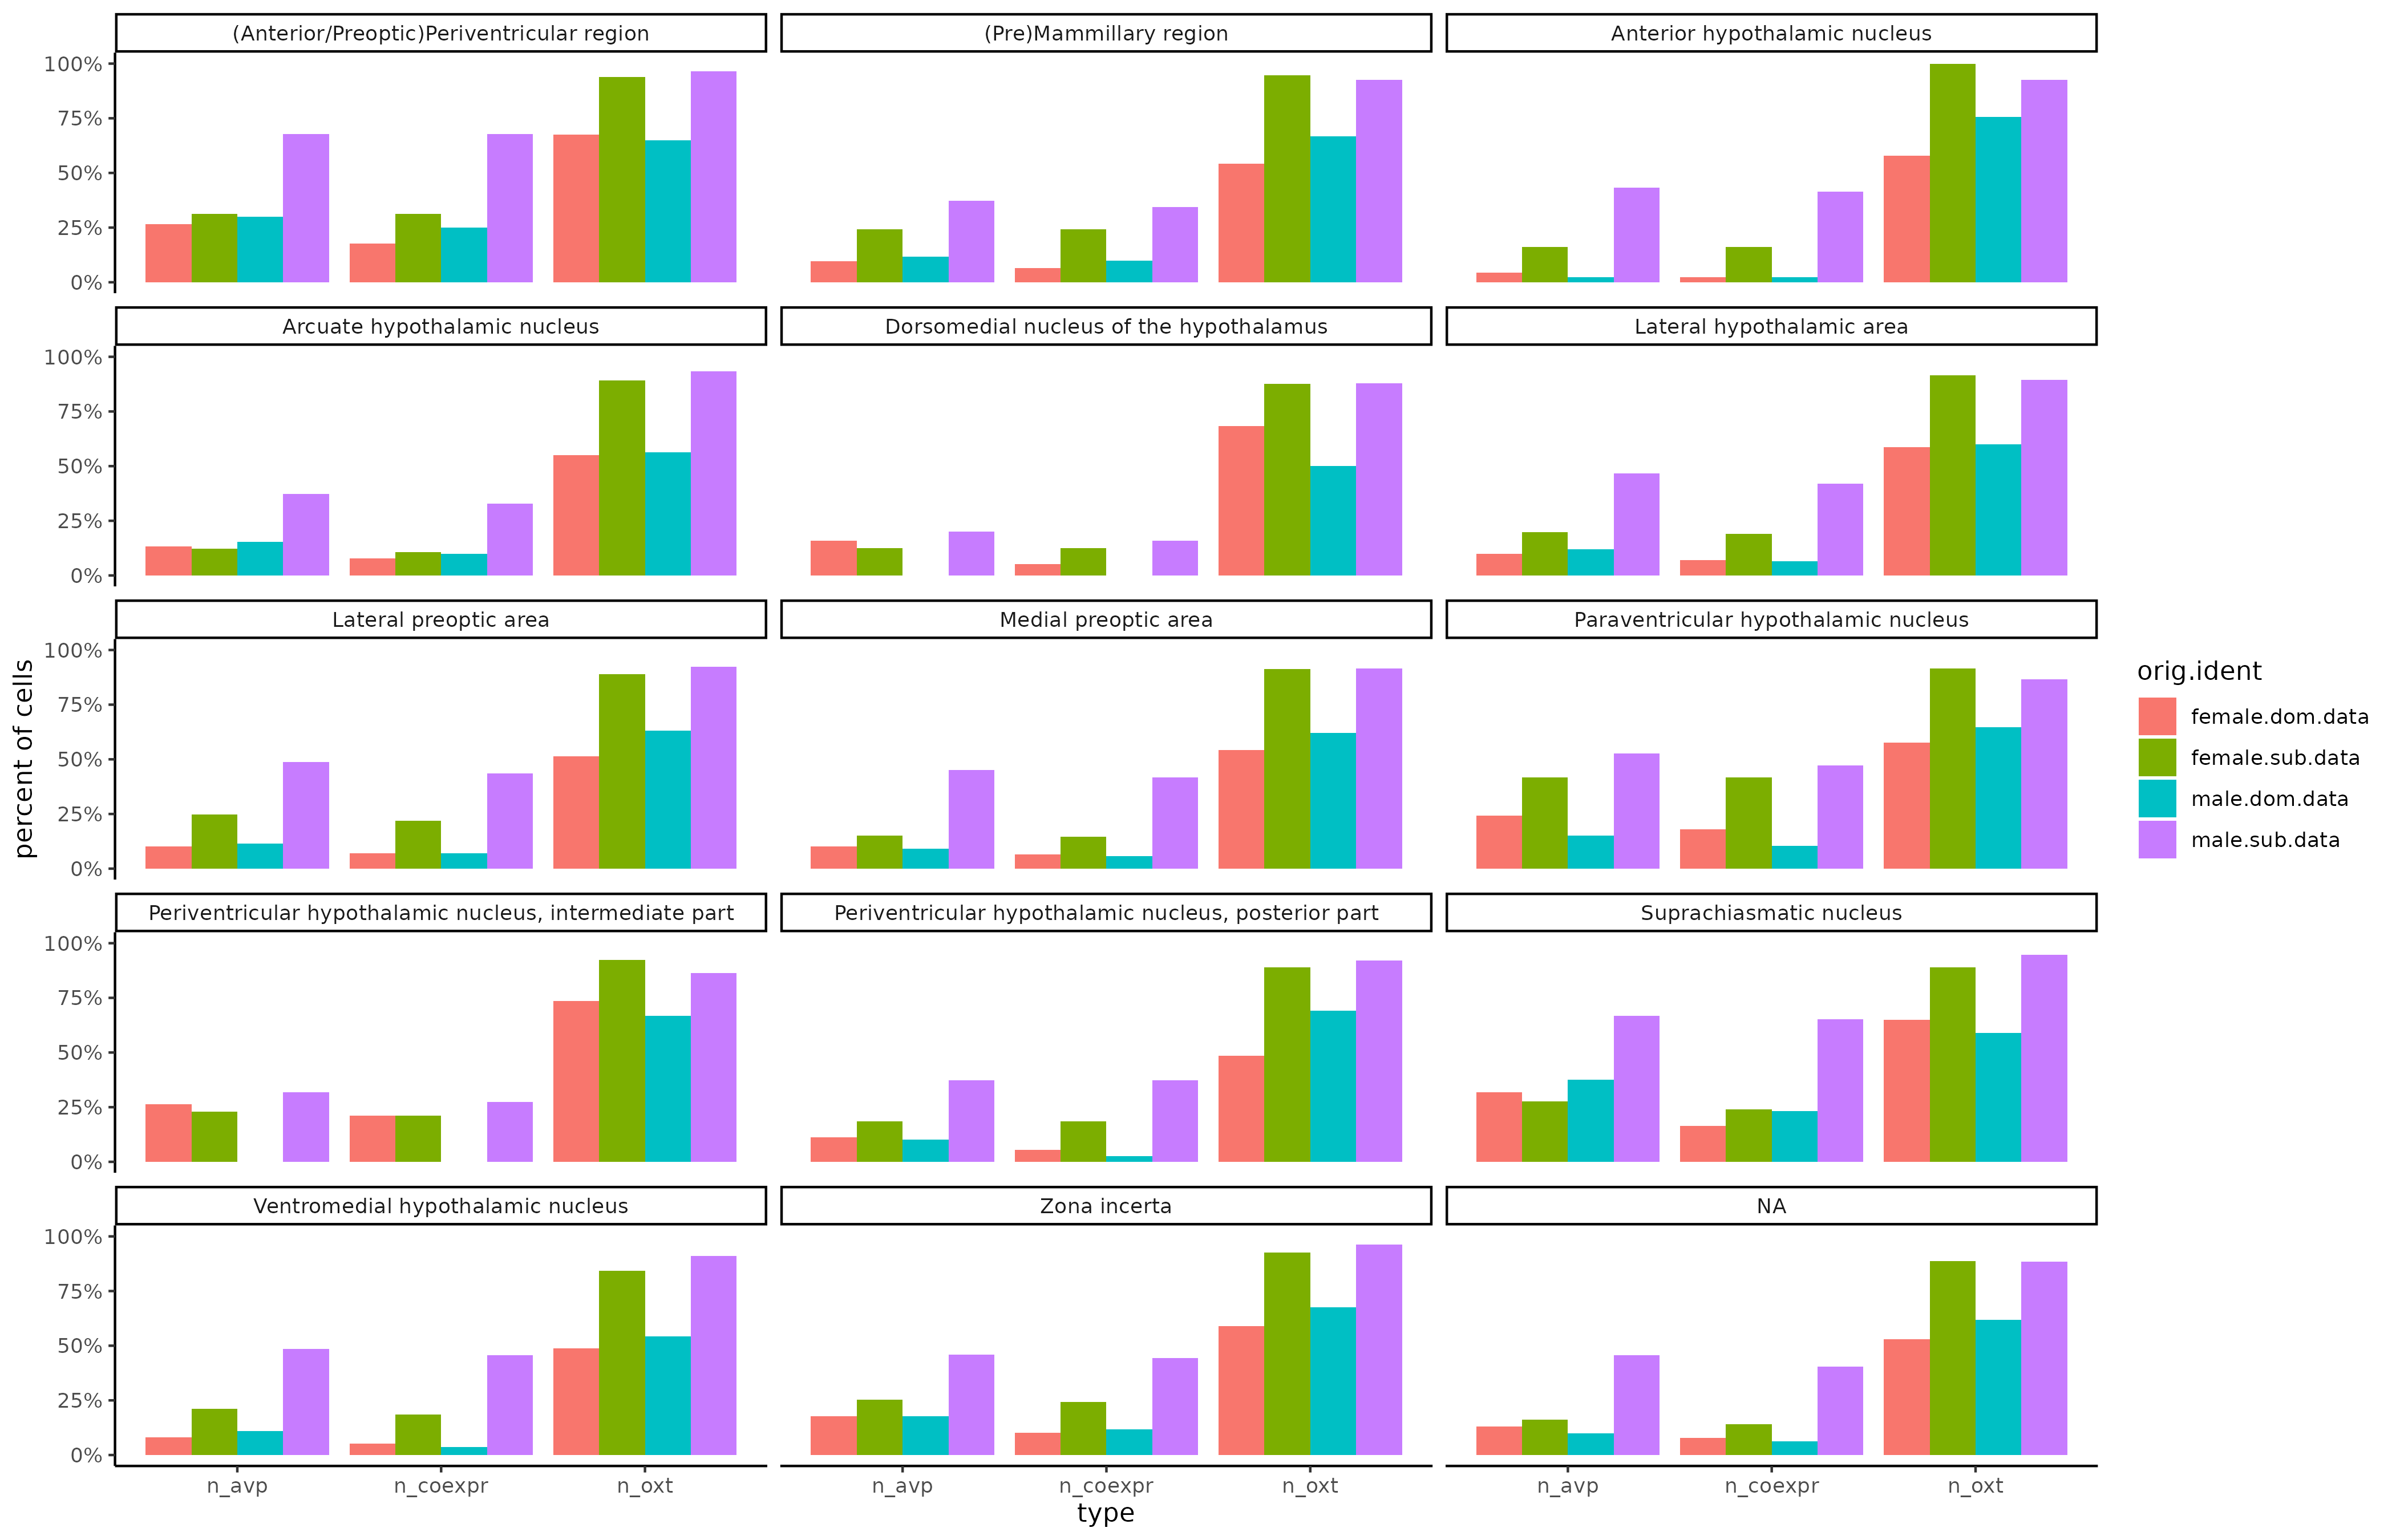 (Anterior/Preoptic)Periventricular region
(Pre)Mammillary region
Anterior hypothalamic nucleus
100%
75%
50%
25%
0%
Arcuate hypothalamic nucleus
Dorsomedial nucleus of the hypothalamus
Lateral hypothalamic area
100%
75%
50%
25%
0%
Lateral preoptic area
Medial preoptic area
Paraventricular hypothalamic nucleus
100%
75%
50%
25%
0%
Periventricular hypothalamic nucleus, intermediate part
Periventricular hypothalamic nucleus, posterior part
Suprachiasmatic nucleus
100%
75%
50%
25%
0%
Ventromedial hypothalamic nucleus
Zona incerta
NA
100%
75%
50%
25%
0%
n_avp
n_coexpr
n_oxt
n_avp
n_coexpr
n_oxt
n_avp
n_coexpr
n_oxt
type
percent of cells
orig.ident
female.dom.data
female.sub.data
male.dom.data
male.sub.data